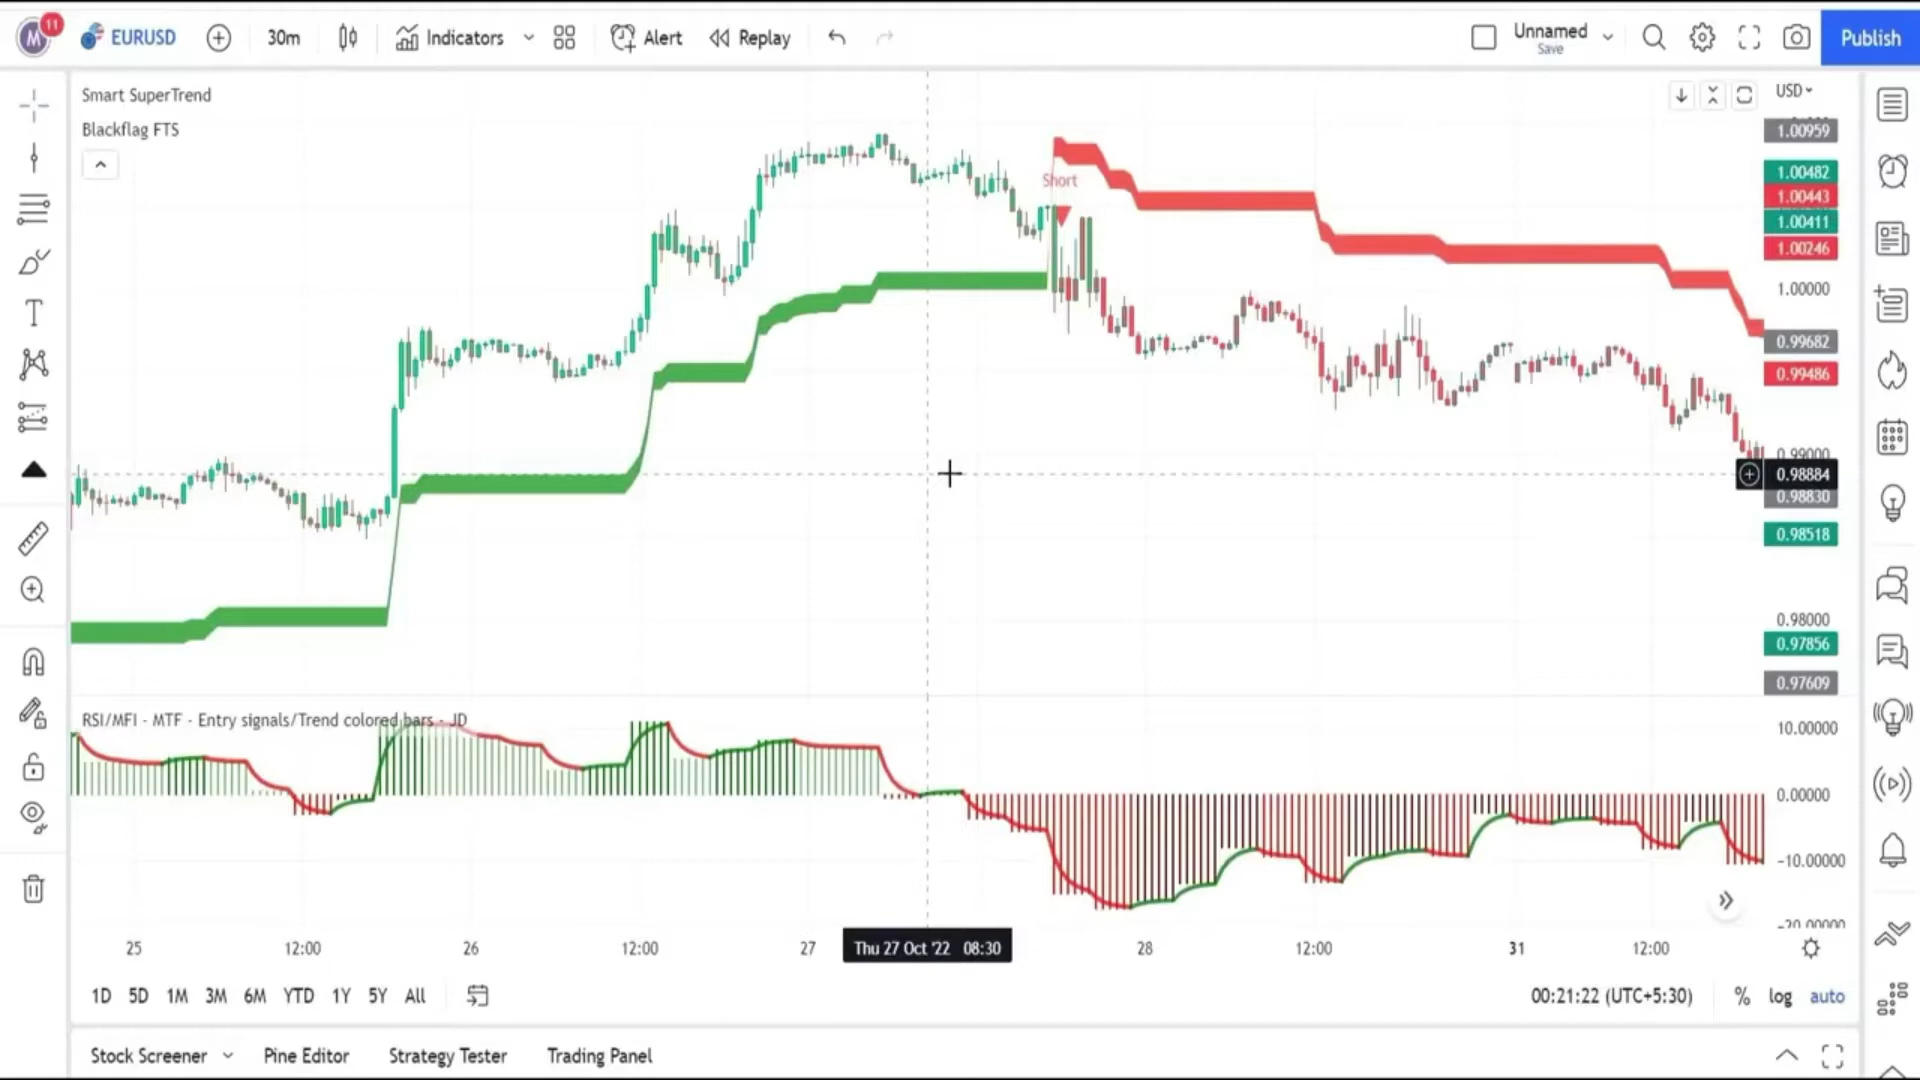 M 11 EURUSD 30m Indicators Alert Replay Unnamed Save Publish
Smart SuperTrend
Blackflag FTS
USD
1.00959
Short
1.00482
1.00443
1.00411
1.00246
1.00000
0.99682
0.99486
0.99000
0.98884
0.98830
0.98518
0.98000
0.97856
0.97609
RSI/MFI - MTF - Entry signals/Trend colored bars - JD
10.00000
0.00000
-10.00000
-20.00000
25 12:00 26 12:00 27 Thu 27 Oct '22 08:30 28 12:00 31 12:00
1D 5D 1M 3M 6M YTD 1Y 5Y All 00:21:22 (UTC+5:30) % log auto
Stock Screener Pine Editor Strategy Tester Trading Panel